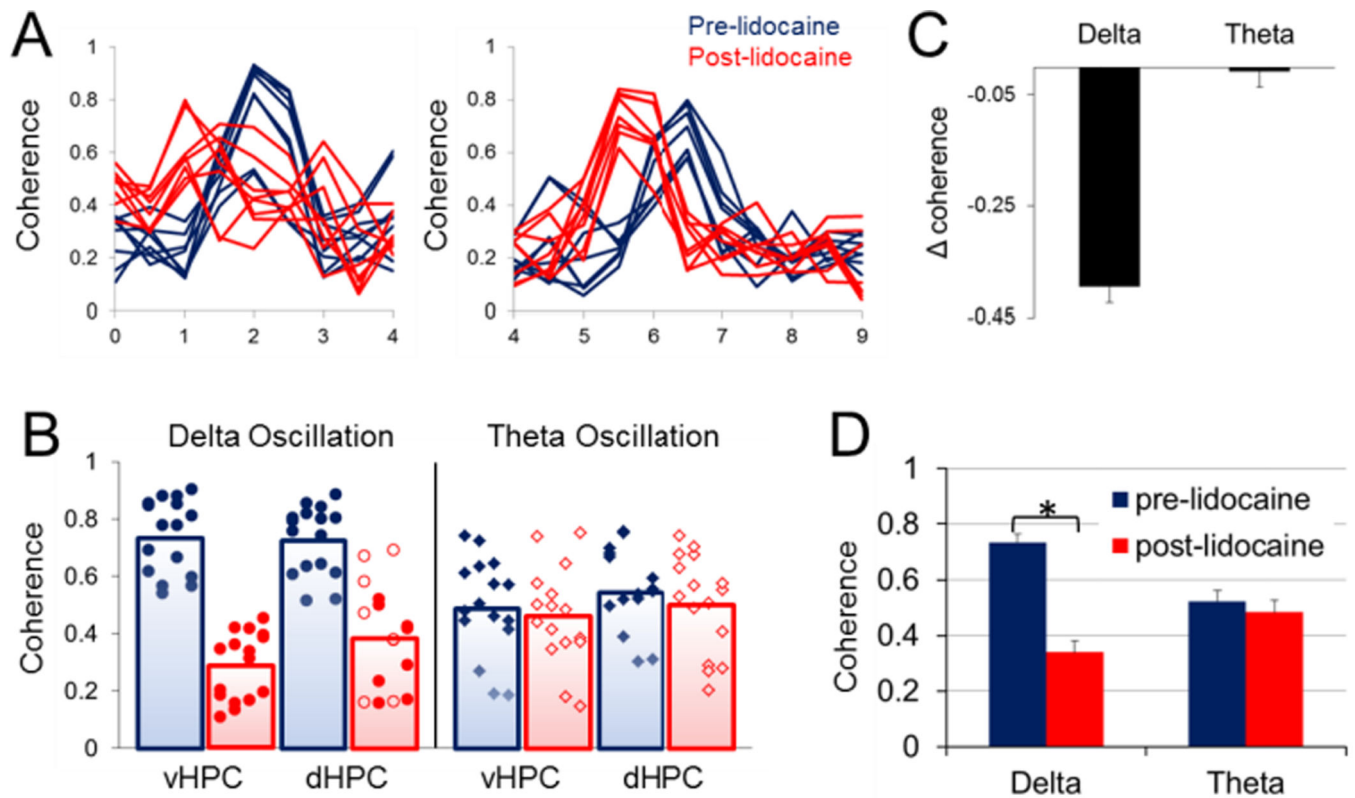 A
Pre-lidocaine
Post-lidocaine
Coherence
1
0.8
0.6
0.4
0.2
0
0 1 2 3 4
Coherence
1
0.8
0.6
0.4
0.2
0
4 5 6 7 8 9
C
Delta Theta
Δ coherence
-0.05
-0.25
-0.45
B
Delta Oscillation Theta Oscillation
Coherence
1
0.8
0.6
0.4
0.2
0
vHPC dHPC vHPC dHPC
D
Coherence
1
0.8
0.6
0.4
0.2
0
*
pre-lidocaine
post-lidocaine
Delta Theta